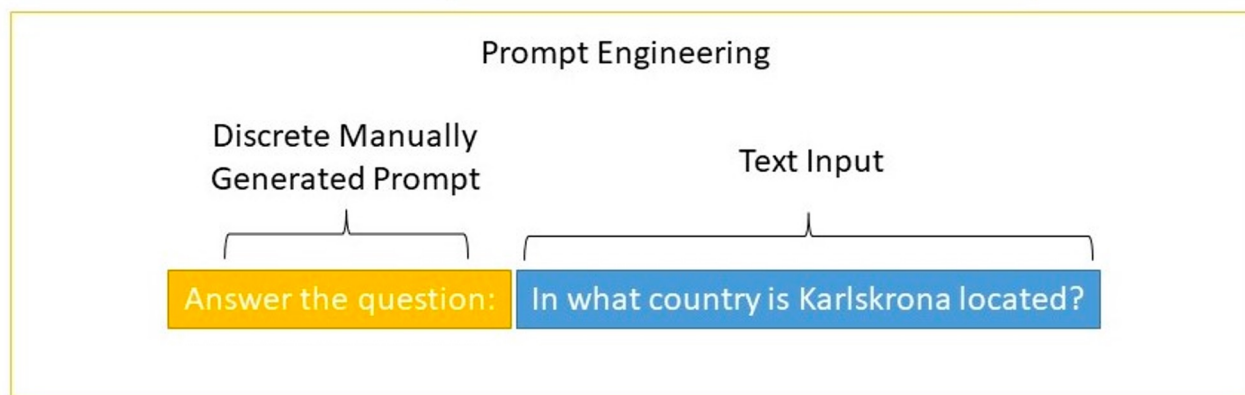 Prompt Engineering
Discrete Manually
Generated Prompt
Text Input
Answer the question:
In what country is Karlskrona located?